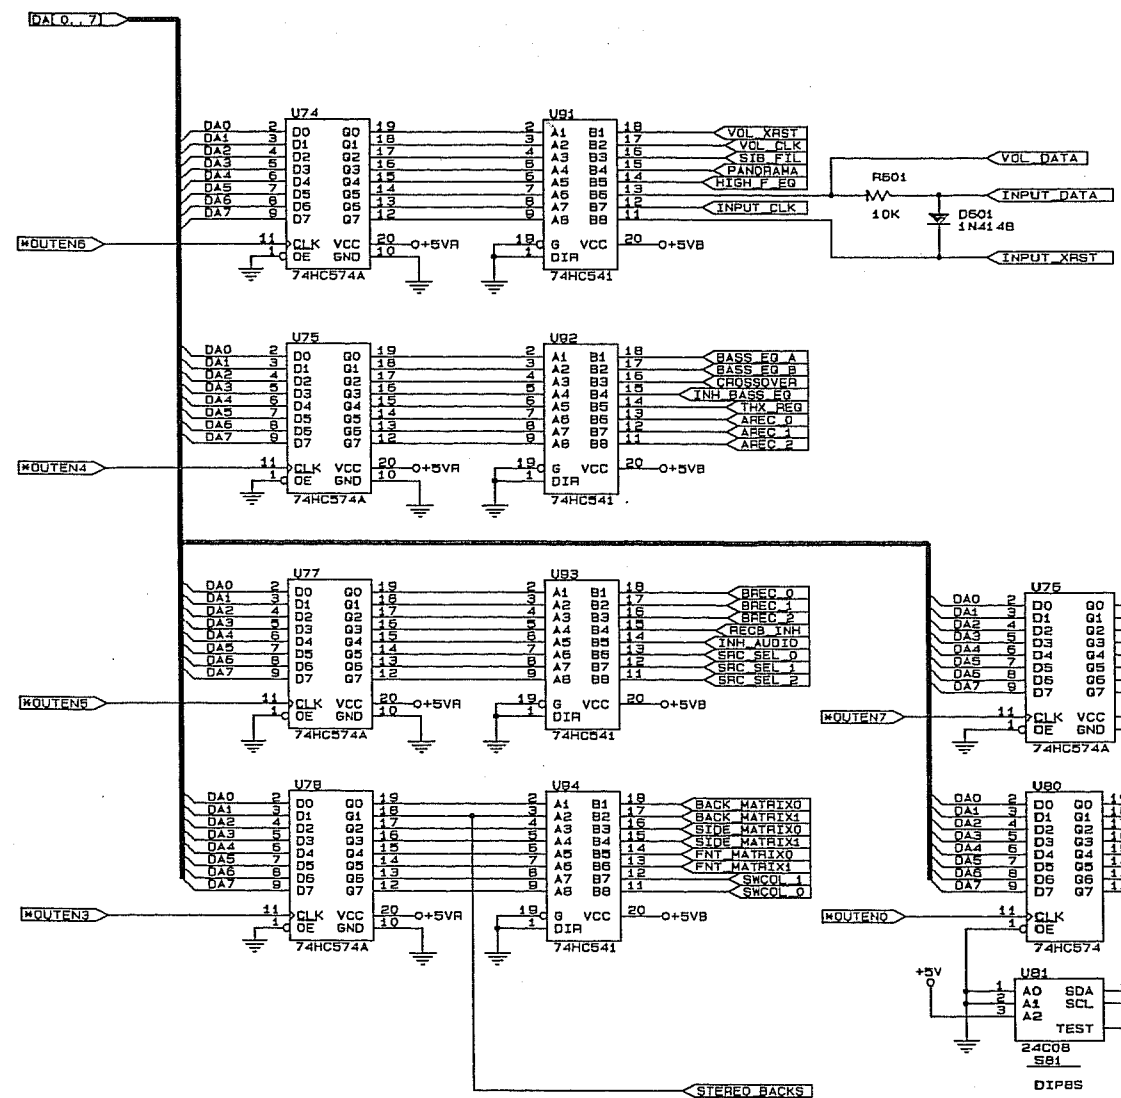 DA[0..7]
U74 U91
DA0 2 D0 Q0 19 2 A1 B1 18 VOL_XRST
DA1 3 D1 Q1 18 3 A2 B2 17 VOL_CLK
DA2 4 D2 Q2 17 4 A3 B3 16 SIB_FIL VOL_DATA
DA3 5 D3 Q3 16 5 A4 B4 15 PANORAMA
DA4 6 D4 Q4 15 6 A5 B5 14 HIGH_F_EQ R601
DA5 7 D5 Q5 14 7 A6 B6 13 INPUT_DATA
DA6 8 D6 Q6 13 8 A7 B7 12 INPUT_CLK 10K
DA7 9 D7 Q7 12 9 A8 B8 11 D601
1N4148
*OUTEN6 11 CLK VCC 20 +5VA 19 G VCC 20 +5VB
1 OE GND 10 1 DIR INPUT_XRST
74HC574A 74HC541
U75 U92
DA0 2 D0 Q0 19 2 A1 B1 18 BASS_EQ_A
DA1 3 D1 Q1 18 3 A2 B2 17 BASS_EQ_B
DA2 4 D2 Q2 17 4 A3 B3 16 CROSSOVER
DA3 5 D3 Q3 16 5 A4 B4 15 INH_BASS_EQ
DA4 6 D4 Q4 15 6 A5 B5 14 THX_REQ
DA5 7 D5 Q5 14 7 A6 B6 13 AREC_0
DA6 8 D6 Q6 13 8 A7 B7 12 AREC_1
DA7 9 D7 Q7 12 9 A8 B8 11 AREC_2
*OUTEN4 11 CLK VCC 20 +5VA 19 G VCC 20 +5VB
1 OE GND 10 1 DIR
74HC574A 74HC541
U77 U93
DA0 2 D0 Q0 19 2 A1 B1 18 BREC_0
DA1 3 D1 Q1 18 3 A2 B2 17 BREC_1
DA2 4 D2 Q2 17 4 A3 B3 16 BREC_2
DA3 5 D3 Q3 16 5 A4 B4 15 RECB_INH
DA4 6 D4 Q4 15 6 A5 B5 14 INH_AUDIO
DA5 7 D5 Q5 14 7 A6 B6 13 SRC_SEL_0
DA6 8 D6 Q6 13 8 A7 B7 12 SRC_SEL_1
DA7 9 D7 Q7 12 9 A8 B8 11 SRC_SEL_2
*OUTEN5 11 CLK VCC 20 +5VA 19 G VCC 20 +5VB
1 OE GND 10 1 DIR
74HC574A 74HC541
U76
DA0 2 D0 Q0
DA1 3 D1 Q1
DA2 4 D2 Q2
DA3 5 D3 Q3
DA4 6 D4 Q4
DA5 7 D5 Q5
DA6 8 D6 Q6
DA7 9 D7 Q7
*OUTEN7 11 CLK VCC
1 OE GND
74HC574A
U78 U94
DA0 2 D0 Q0 19 2 A1 B1 18 BACK_MATRIX0
DA1 3 D1 Q1 18 3 A2 B2 17 BACK_MATRIX1
DA2 4 D2 Q2 17 4 A3 B3 16 SIDE_MATRIX0
DA3 5 D3 Q3 16 5 A4 B4 15 SIDE_MATRIX1
DA4 6 D4 Q4 15 6 A5 B5 14 FNT_MATRIX0
DA5 7 D5 Q5 14 7 A6 B6 13 FNT_MATRIX1
DA6 8 D6 Q6 13 8 A7 B7 12 SWCOL_1
DA7 9 D7 Q7 12 9 A8 B8 11 SWCOL_0
*OUTEN3 11 CLK VCC 20 +5VA 19 G VCC 20 +5VB
1 OE GND 10 1 DIR
74HC574A 74HC541
U80
DA0 2 D0 Q0
DA1 3 D1 Q1
DA2 4 D2 Q2
DA3 5 D3 Q3
DA4 6 D4 Q4
DA5 7 D5 Q5
DA6 8 D6 Q6
DA7 9 D7 Q7
*OUTEN0 11 CLK
1 OE
74HC574
+5V U81
1 A0 SDA
2 A1 SCL
3 A2
TEST
24C08
S81
DIP8S
STEREO_BACKS